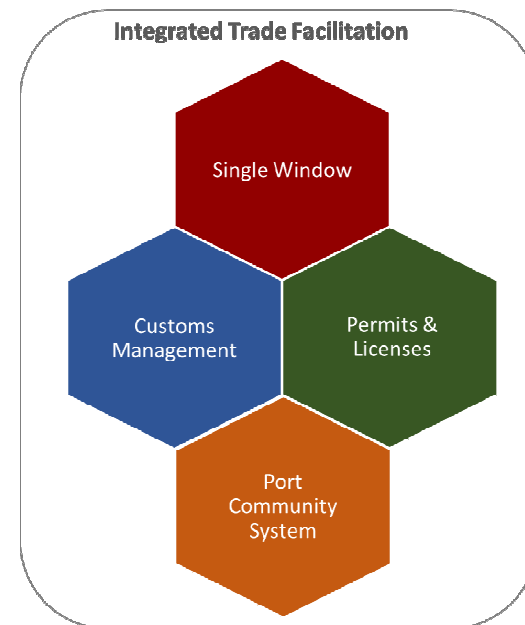 Integrated Trade Facilitation
Single Window
Customs
Management
Permits &
Licenses
Port
Community
System